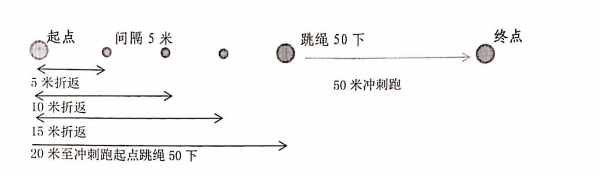 起点 间隔 5 米 跳绳 50 下 终点
5 米折返 50 米冲刺跑
10 米折返
15 米折返
20 米至冲刺跑起点跳绳 50 下